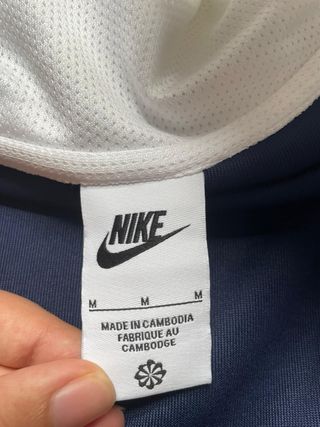 NIKE
M M M
MADE IN CAMBODIA
FABRIQUE AU
CAMBODGE